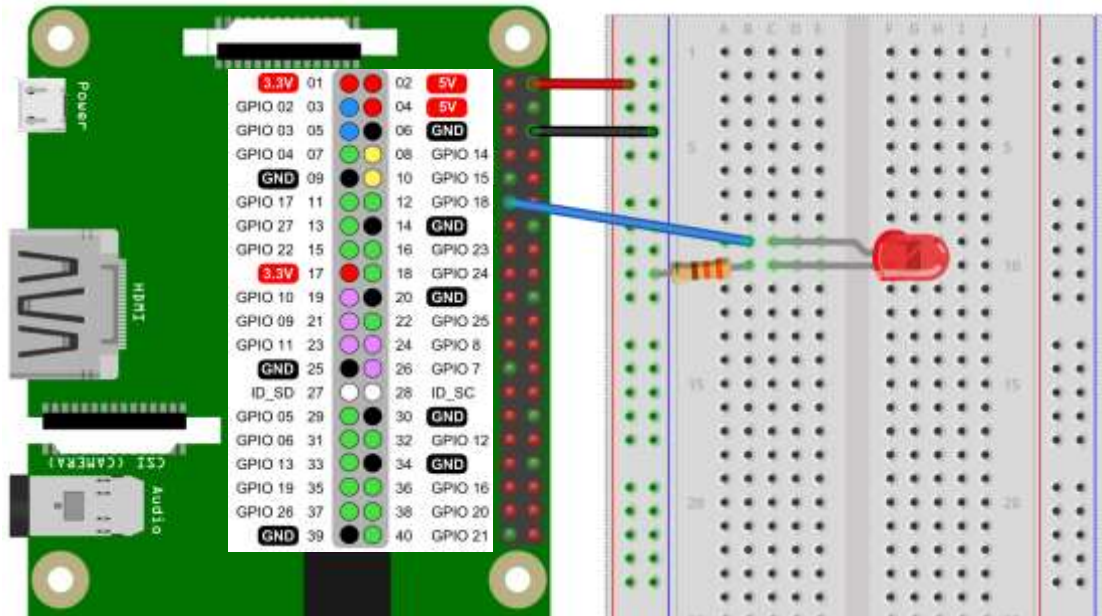 Power
HDMI
CSI (CAMERA)
Audio
3.3V 01 02 5V
GPIO 02 03 04 5V
GPIO 03 05 06 GND
GPIO 04 07 08 GPIO 14
GND 09 10 GPIO 15
GPIO 17 11 12 GPIO 18
GPIO 27 13 14 GND
GPIO 22 15 16 GPIO 23
3.3V 17 18 GPIO 24
GPIO 10 19 20 GND
GPIO 09 21 22 GPIO 25
GPIO 11 23 24 GPIO 8
GND 25 26 GPIO 7
ID_SD 27 28 ID_SC
GPIO 05 29 30 GND
GPIO 06 31 32 GPIO 12
GPIO 13 33 34 GND
GPIO 19 35 36 GPIO 16
GPIO 26 37 38 GPIO 20
GND 39 40 GPIO 21
A B C D E F G H I J
1 1
5 5
10
15 15
20 20